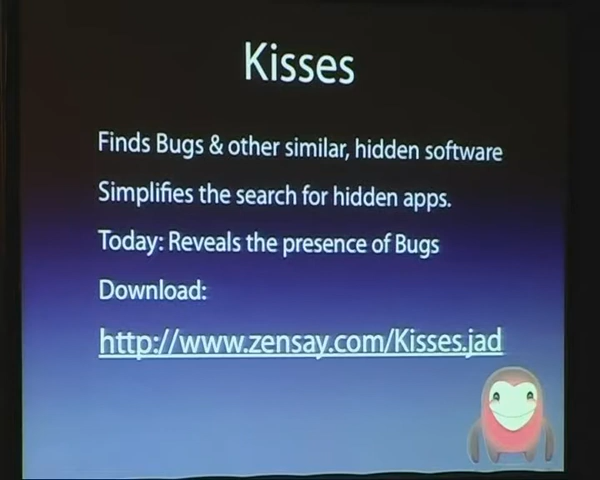 Kisses
Finds Bugs & other similar, hidden software
Simplifies the search for hidden apps.
Today: Reveals the presence of Bugs
Download:
http://www.zensay.com/Kisses.jad